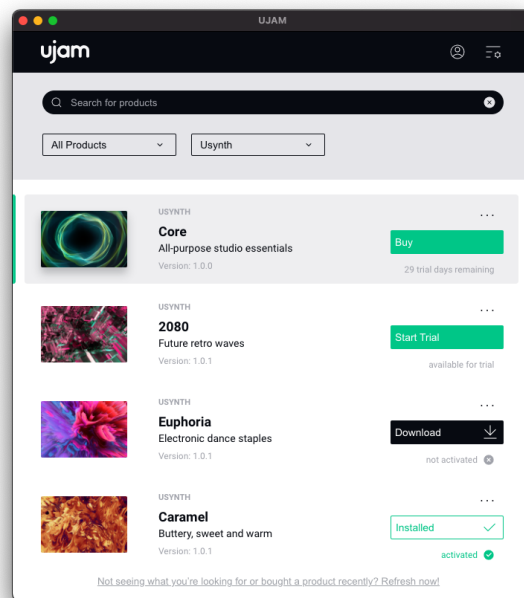 UJAM
ujam
Search for products
All Products
Usynth
USYNTH
...
Core
All-purpose studio essentials
Buy
Version: 1.0.0
29 trial days remaining
USYNTH
...
2080
Future retro waves
Start Trial
Version: 1.0.1
available for trial
USYNTH
...
Euphoria
Electronic dance staples
Download
Version: 1.0.1
not activated
USYNTH
...
Caramel
Buttery, sweet and warm
Installed
Version: 1.0.1
activated
Not seeing what you're looking for or bought a product recently? Refresh now!